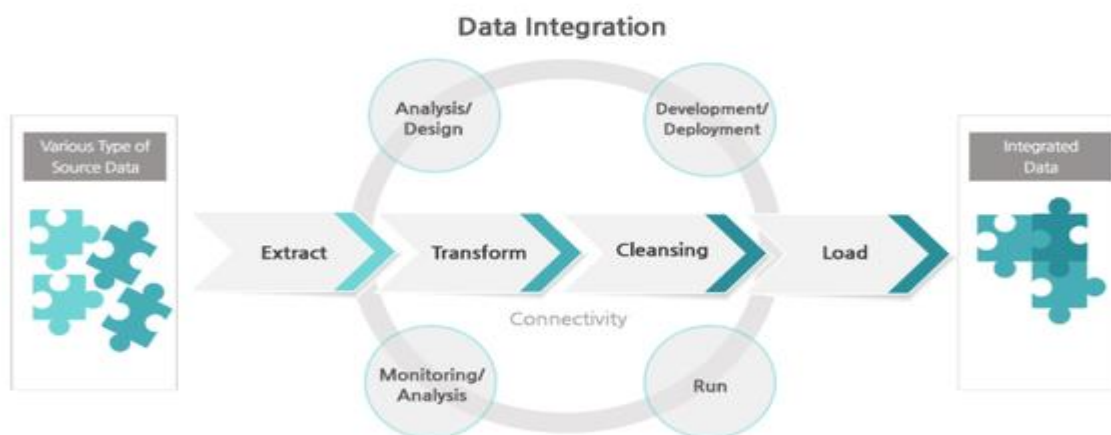 Data Integration
Analysis/
Design
Development/
Deployment
Various Type of
Source Data
Integrated
Data
Extract
Transform
Cleansing
Load
Connectivity
Monitoring/
Analysis
Run